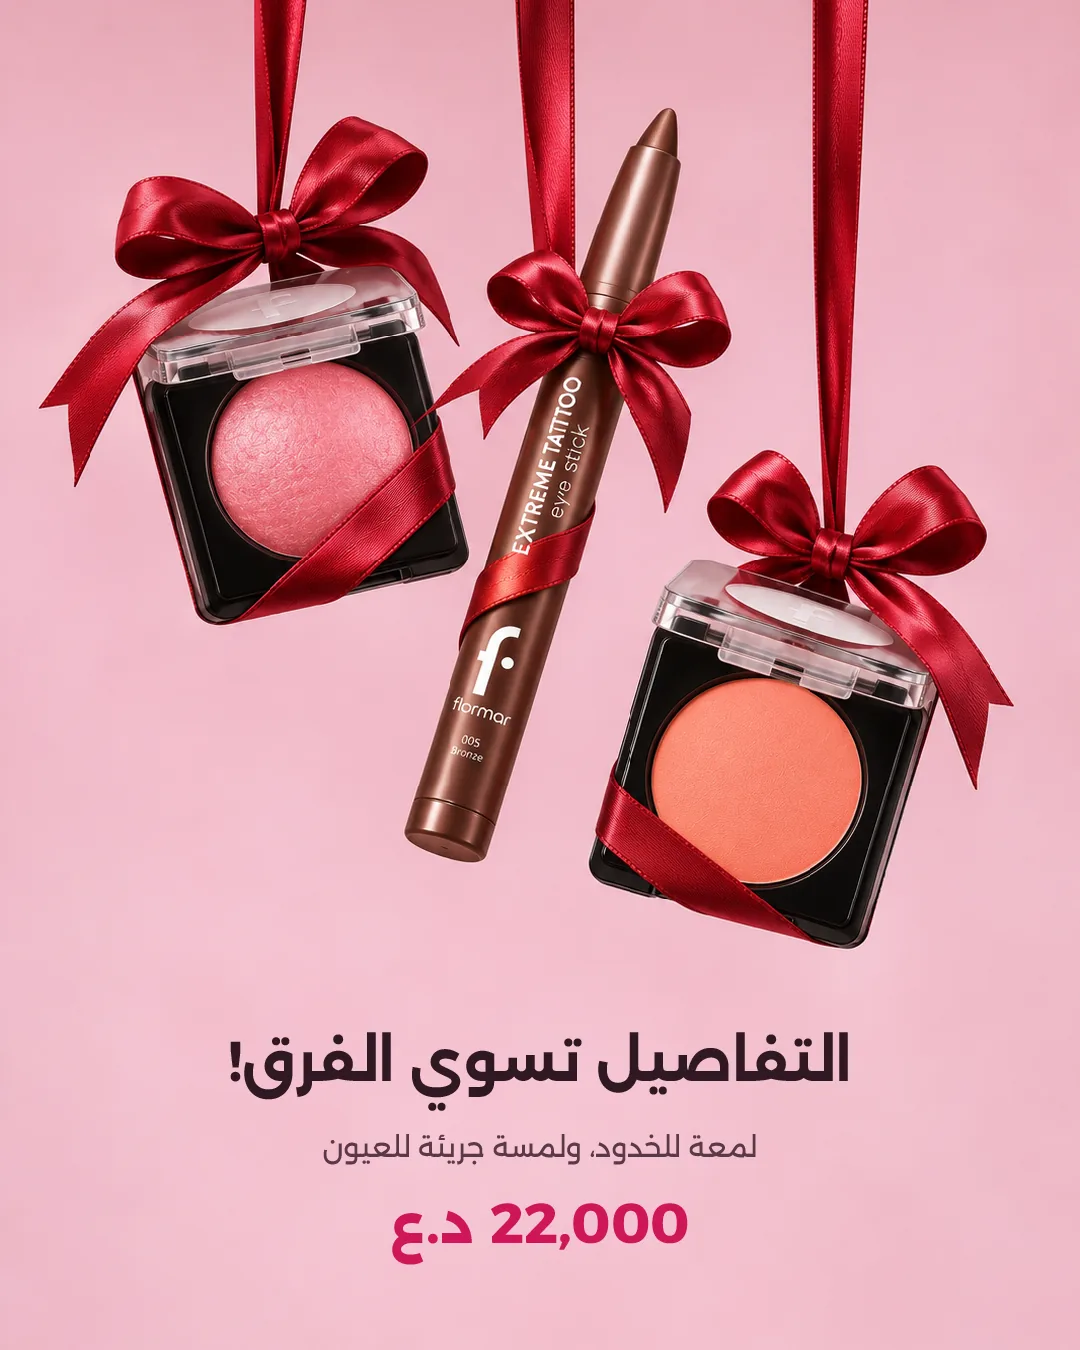 EXTREME TATTOO
eye stick
f
flormar
005
Bronze
التفاصيل تسوي الفرق!
لمعة للخدود، ولمسة جريئة للعيون
22,000 د.ع